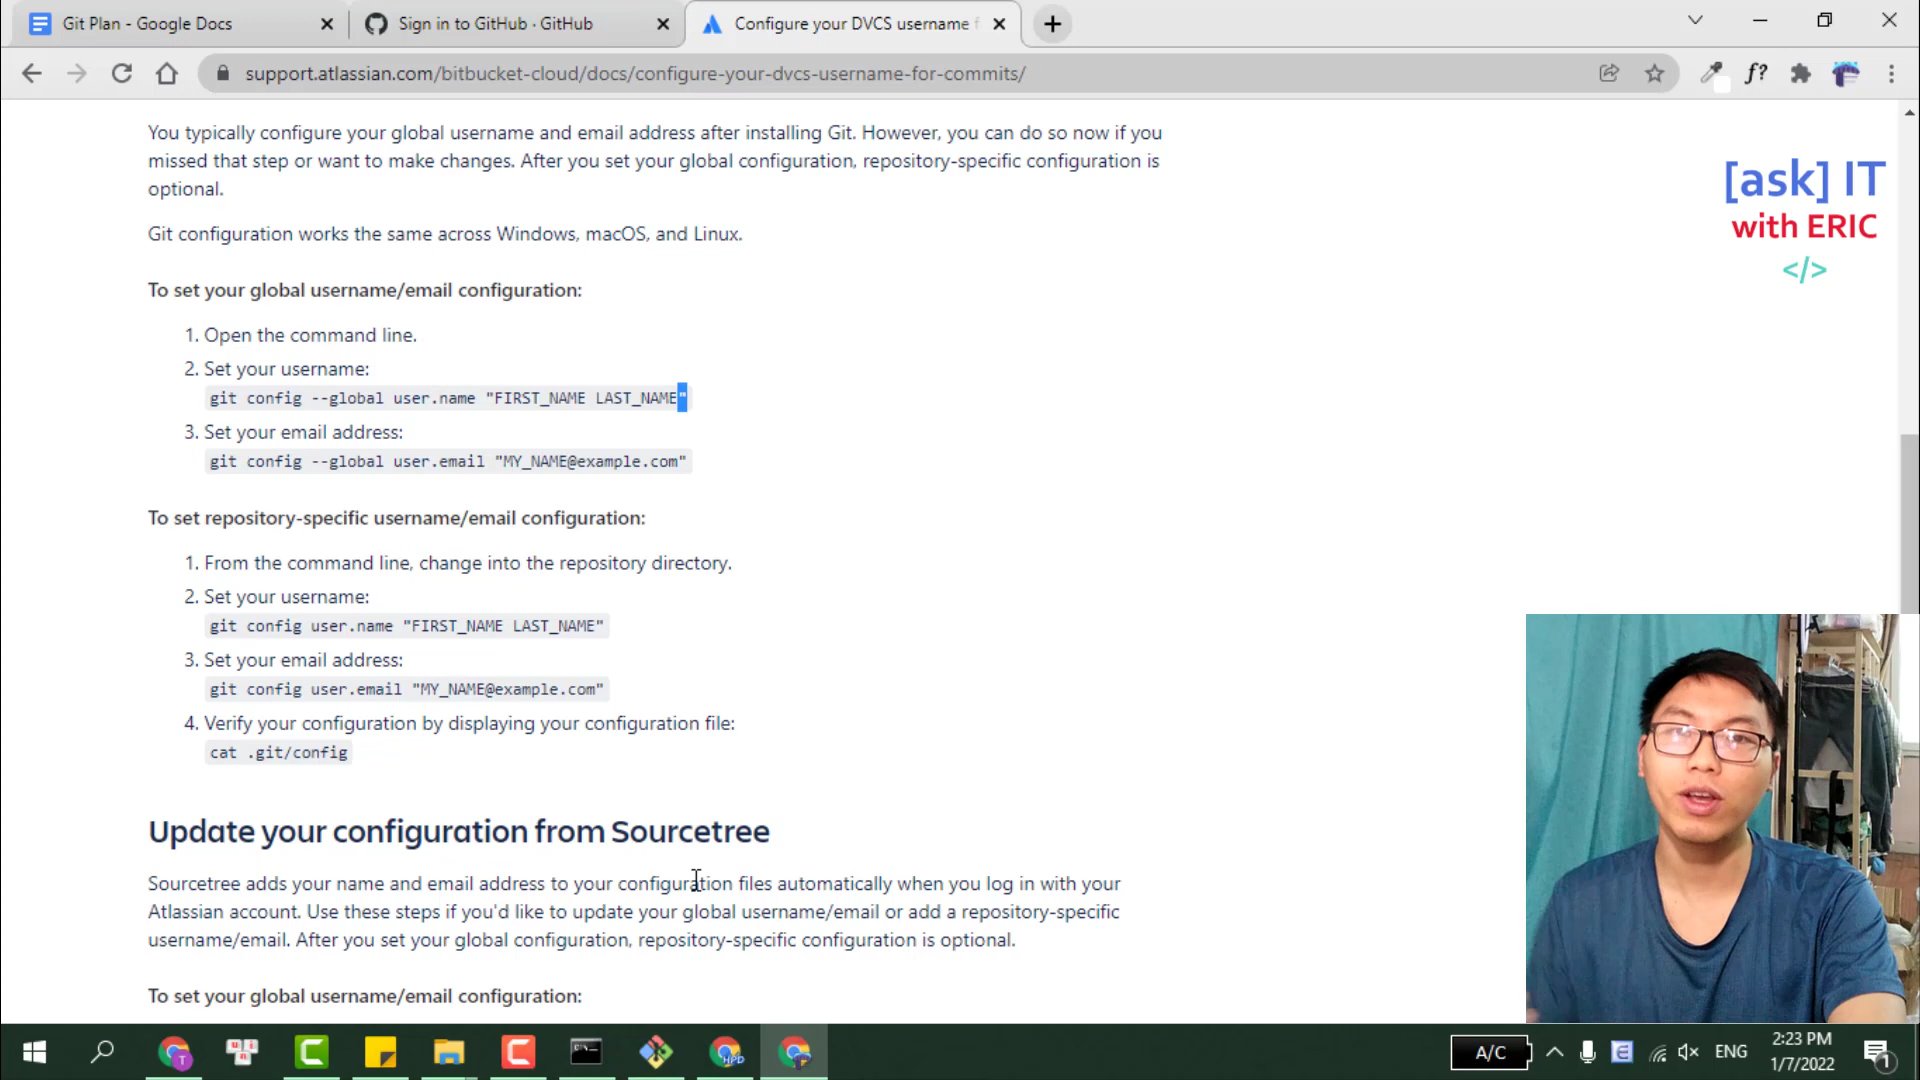 Git Plan - Google Docs
Sign in to GitHub · GitHub
Configure your DVCS username f
support.atlassian.com/bitbucket-cloud/docs/configure-your-dvcs-username-for-commits/
f?
You typically configure your global username and email address after installing Git. However, you can do so now if you
missed that step or want to make changes. After you set your global configuration, repository-specific configuration is
optional.
Git configuration works the same across Windows, macOS, and Linux.
[ask] IT
with ERIC
</>
To set your global username/email configuration:
1. Open the command line.
2. Set your username:
git config --global user.name "FIRST_NAME LAST_NAME"
3. Set your email address:
git config --global user.email "MY_NAME@example.com"
To set repository-specific username/email configuration:
1. From the command line, change into the repository directory.
2. Set your username:
git config user.name "FIRST_NAME LAST_NAME"
3. Set your email address:
git config user.email "MY_NAME@example.com"
4. Verify your configuration by displaying your configuration file:
cat .git/config
Update your configuration from Sourcetree
Sourcetree adds your name and email address to your configuration files automatically when you log in with your
Atlassian account. Use these steps if you'd like to update your global username/email or add a repository-specific
username/email. After you set your global configuration, repository-specific configuration is optional.
To set your global username/email configuration:
A/C
ENG
2:23 PM
1/7/2022
1